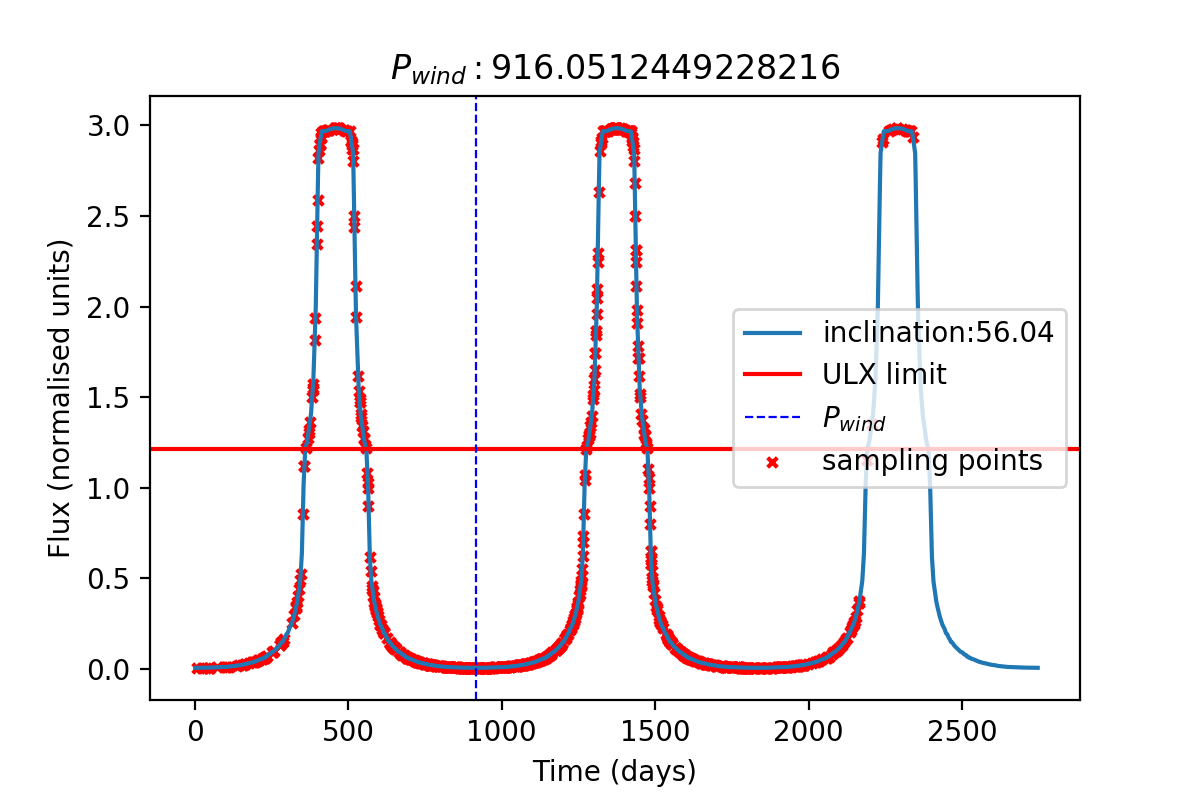 P_wind : 916.0512449228216
3.0
2.5
2.0
1.5
1.0
0.5
0.0
Flux (normalised units)
inclination:56.04
ULX limit
P_wind
sampling points
0 500 1000 1500 2000 2500
Time (days)